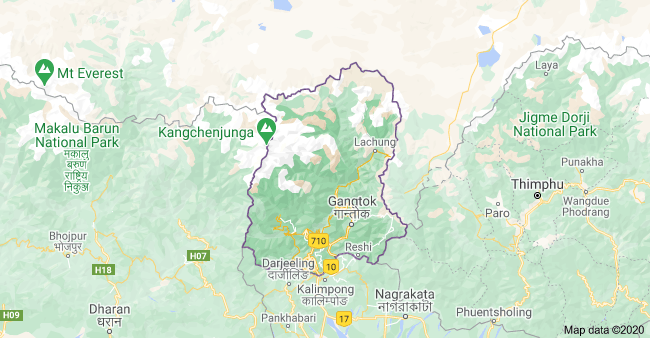 Laya
Mt Everest
Jigme Dorji
National Park
Makalu Barun
National Park
मकालु
बरुण
राष्ट्रिय
निकुञ्ज
Kangchenjunga
Lachung
Punakha
Thimphu
Wangdue
Phodrang
Paro
Gangtok
गान्तोक
Bhojpur
भोजपुर
710
Reshi
H07
H18
Darjeeling
दार्जीलिङ
10
Kalimpong
कालिम्पोङ
Nagrakata
नागराकाटा
Dharan
धरान
H09
Phuentsholing
Pankhabari
17
Map data ©2020